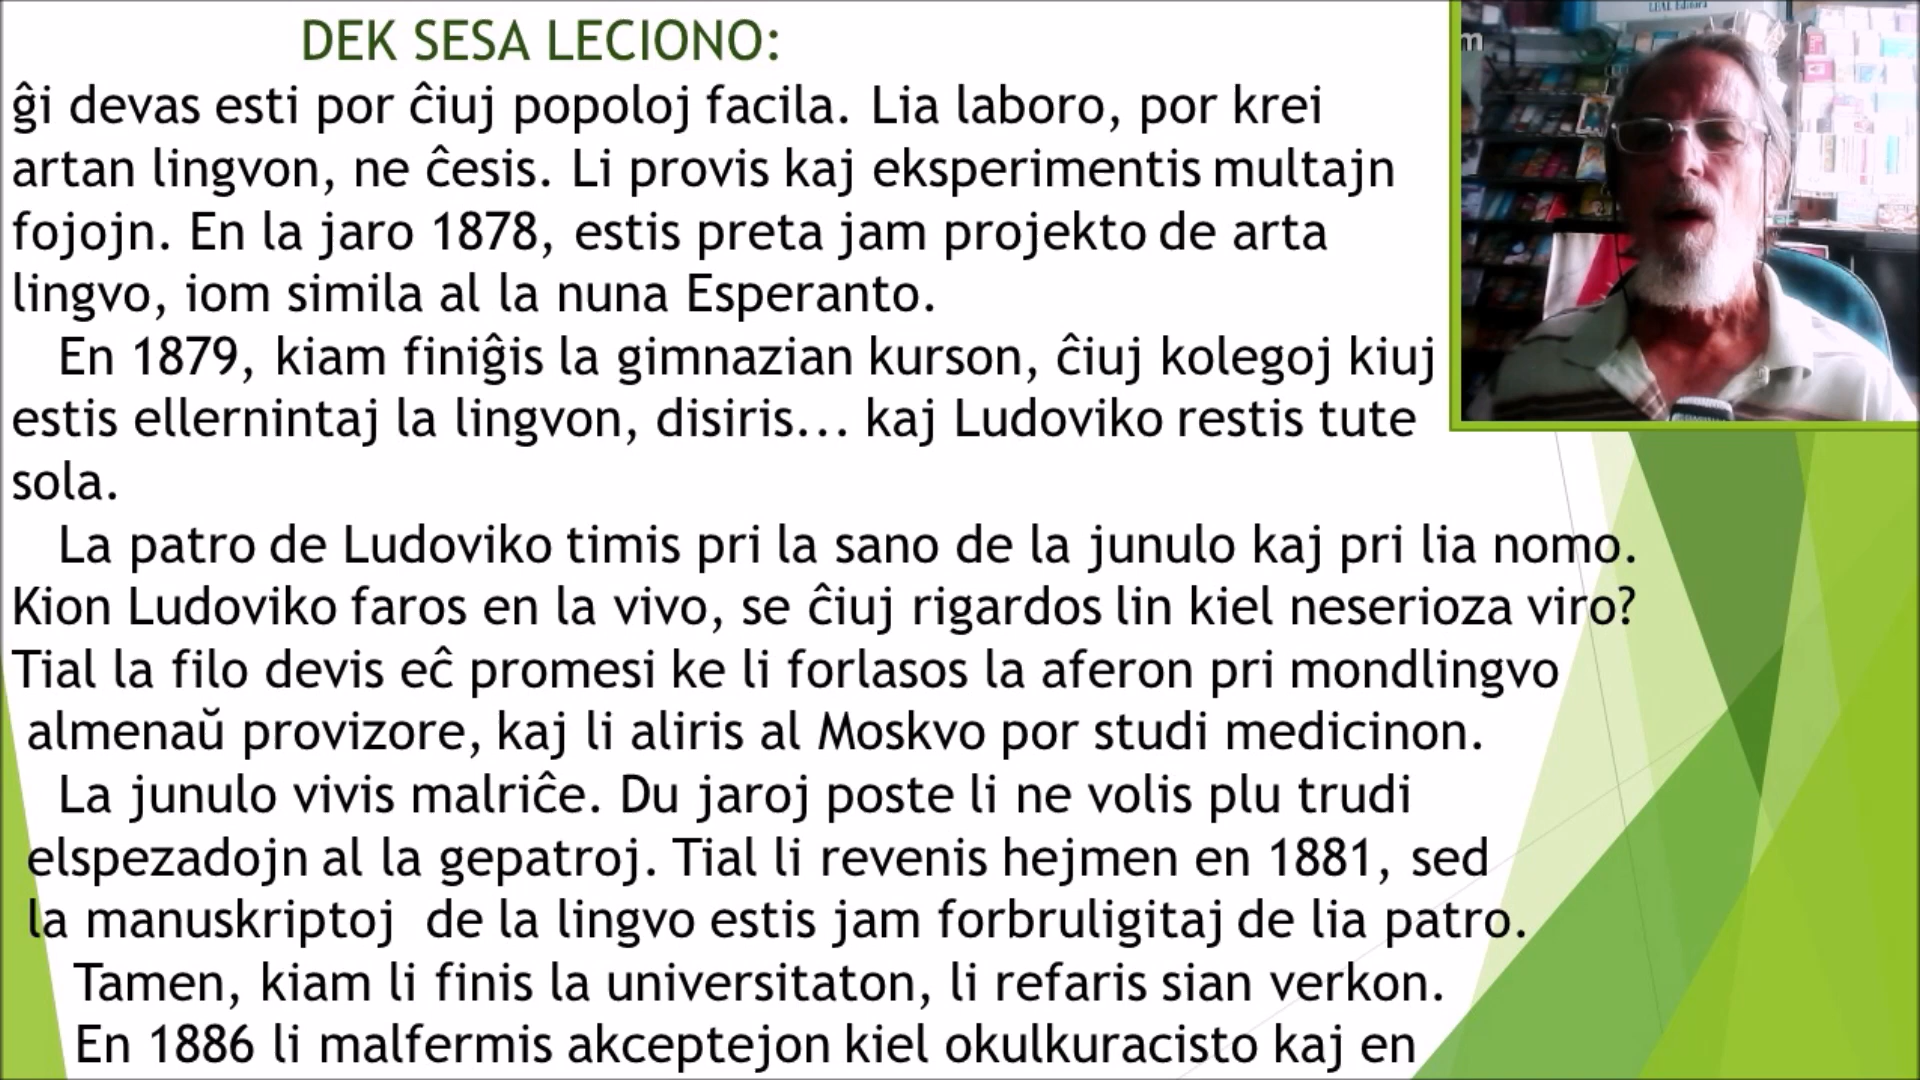 DEK SESA LECIONO:
ĝi devas esti por ĉiuj popoloj facila. Lia laboro, por krei
artan lingvon, ne ĉesis. Li provis kaj eksperimentis multajn
fojojn. En la jaro 1878, estis preta jam projekto de arta
lingvo, iom simila al la nuna Esperanto.
En 1879, kiam finiĝis la gimnazian kurson, ĉiuj kolegoj kiuj
estis ellernintaj la lingvon, disiris... kaj Ludoviko restis tute
sola.
La patro de Ludoviko timis pri la sano de la junulo kaj pri lia nomo.
Kion Ludoviko faros en la vivo, se ĉiuj rigardos lin kiel neserioza viro?
Tial la filo devis eĉ promesi ke li forlasos la aferon pri mondlingvo
almenaŭ provizore, kaj li aliris al Moskvo por studi medicinon.
La junulo vivis malriĉe. Du jaroj poste li ne volis plu trudi
elspezadojn al la gepatroj. Tial li revenis hejmen en 1881, sed
la manuskriptoj de la lingvo estis jam forbruligitaj de lia patro.
Tamen, kiam li finis la universitaton, li refaris sian verkon.
En 1886 li malfermis akceptejon kiel okulkuracisto kaj en